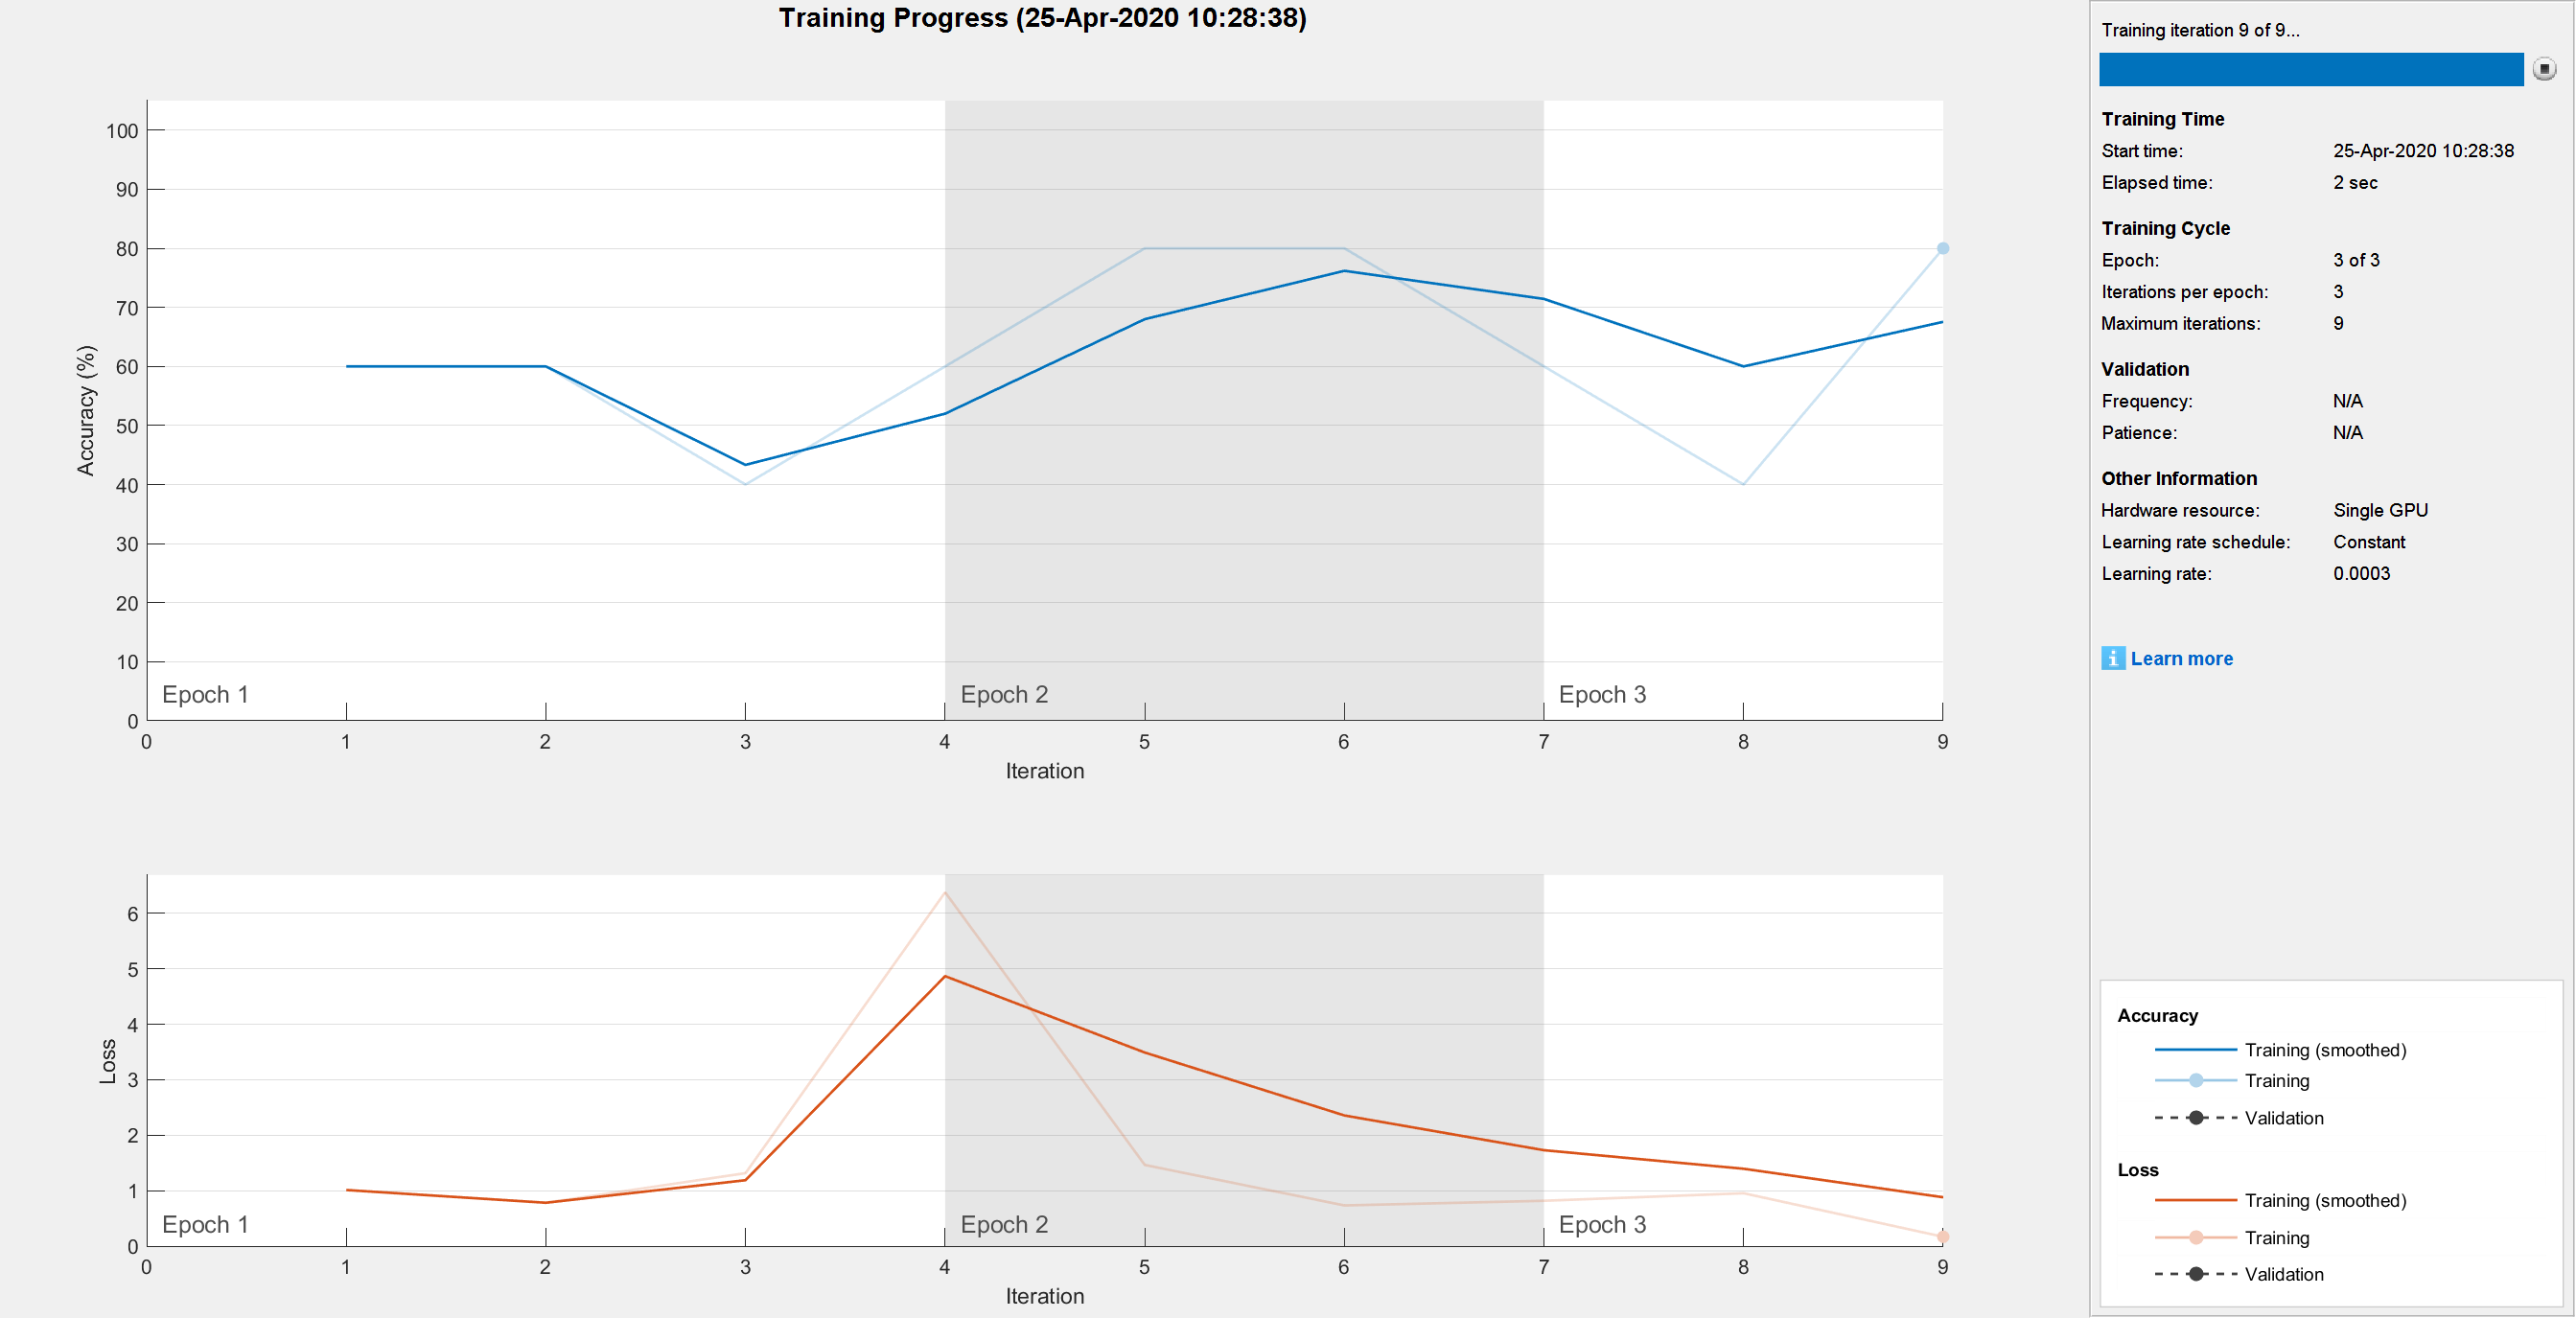 Training Progress (25-Apr-2020 10:28:38)
100
90
80
70
60
50
40
30
20
10
0
Accuracy (%)
Epoch 1
Epoch 2
Epoch 3
0 1 2 3 4 5 6 7 8 9
Iteration
6
5
4
3
2
1
0
Loss
Epoch 1
Epoch 2
Epoch 3
0 1 2 3 4 5 6 7 8 9
Iteration
Training iteration 9 of 9...
Training Time
Start time: 25-Apr-2020 10:28:38
Elapsed time: 2 sec
Training Cycle
Epoch: 3 of 3
Iterations per epoch: 3
Maximum iterations: 9
Validation
Frequency: N/A
Patience: N/A
Other Information
Hardware resource: Single GPU
Learning rate schedule: Constant
Learning rate: 0.0003
i Learn more
Accuracy
Training (smoothed)
Training
Validation
Loss
Training (smoothed)
Training
Validation